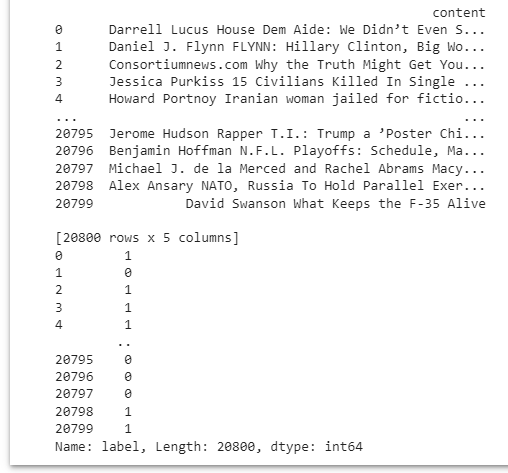 content
0 Darrell Lucus House Dem Aide: We Didn’t Even S...
1 Daniel J. Flynn FLYNN: Hillary Clinton, Big Wo...
2 Consortiumnews.com Why the Truth Might Get You...
3 Jessica Purkiss 15 Civilians Killed In Single ...
4 Howard Portnoy Iranian woman jailed for fictio...
... ...
20795 Jerome Hudson Rapper T.I.: Trump a ’Poster Chi...
20796 Benjamin Hoffman N.F.L. Playoffs: Schedule, Ma...
20797 Michael J. de la Merced and Rachel Abrams Macy...
20798 Alex Ansary NATO, Russia To Hold Parallel Exer...
20799 David Swanson What Keeps the F-35 Alive
[20800 rows x 5 columns]
0 1
1 0
2 1
3 1
4 1
..
20795 0
20796 0
20797 0
20798 1
20799 1
Name: label, Length: 20800, dtype: int64